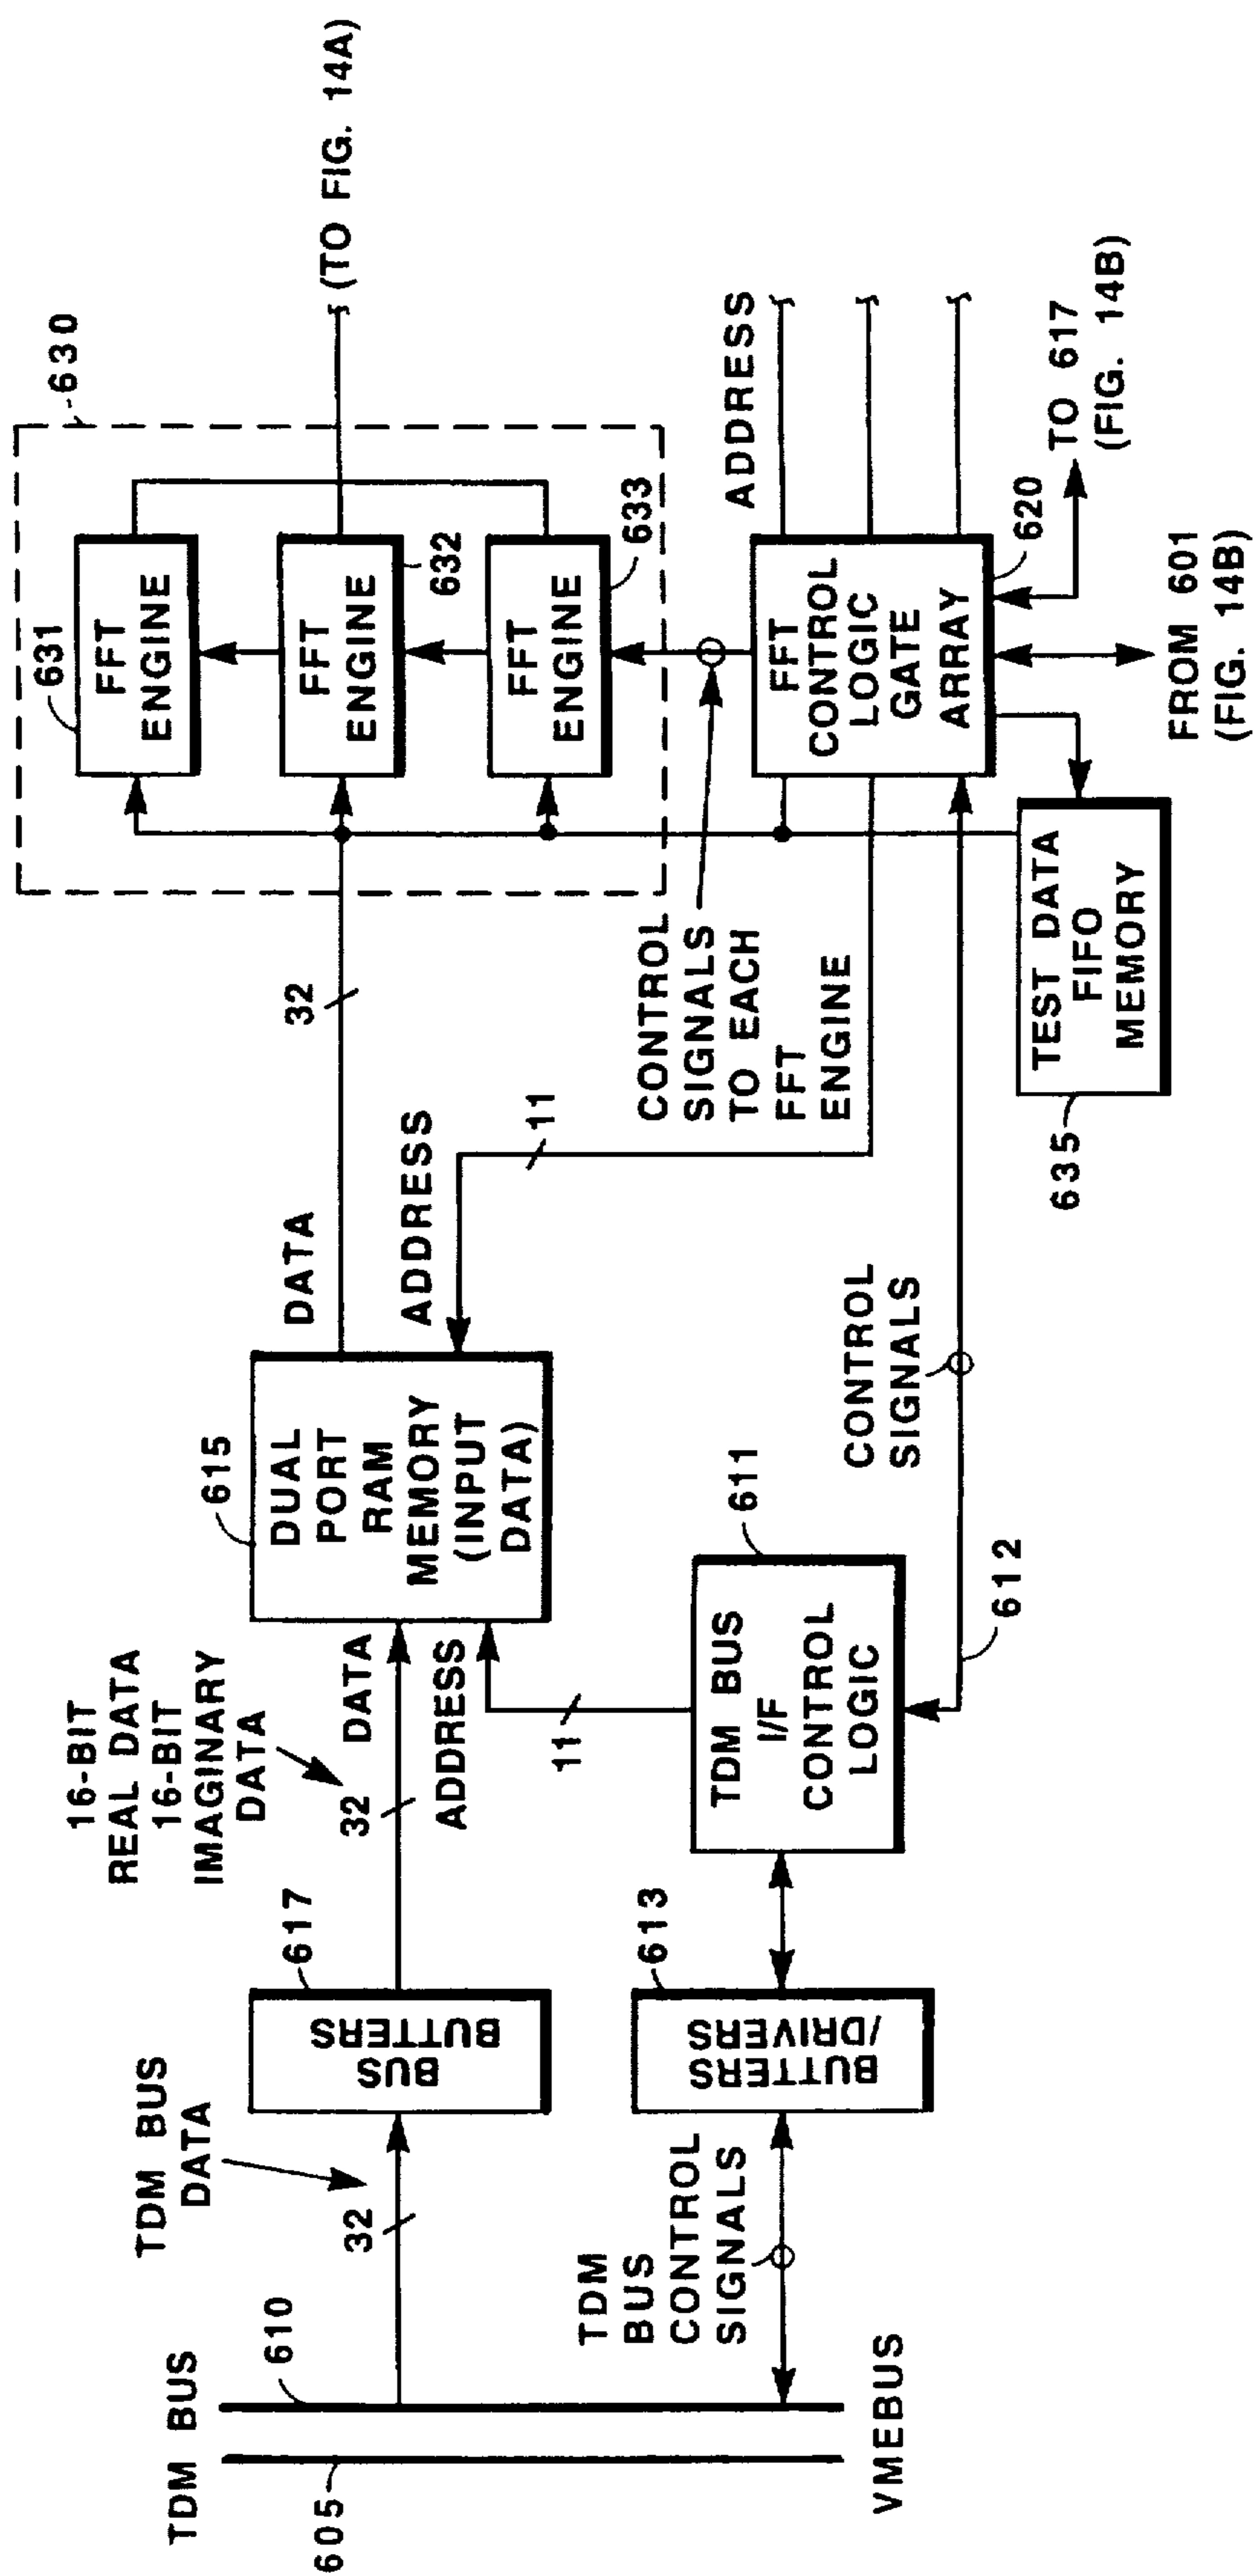 TDM BUS
605
610
VMEBUS
TDM BUS
DATA
32
TDM
BUS
CONTROL
SIGNALS
BUS
BUTTERS
617
BUTTERS
/DRIVERS
613
16-BIT
REAL DATA
16-BIT
IMAGINARY
DATA
32
DATA
ADDRESS
11
TDM BUS
I/F
CONTROL
LOGIC
611
612
DUAL
PORT
RAM
MEMORY
(INPUT
DATA)
615
DATA
32
ADDRESS
11
CONTROL
SIGNALS
CONTROL
SIGNALS
TO EACH
FFT
ENGINE
630
631
FFT
ENGINE
FFT
ENGINE
632
FFT
ENGINE
633
(TO FIG. 14A)
FFT
CONTROL
LOGIC
GATE
ARRAY
620
ADDRESS
TEST DATA
FIFO
MEMORY
635
TO 617
(FIG. 14B)
FROM 601
(FIG. 14B)